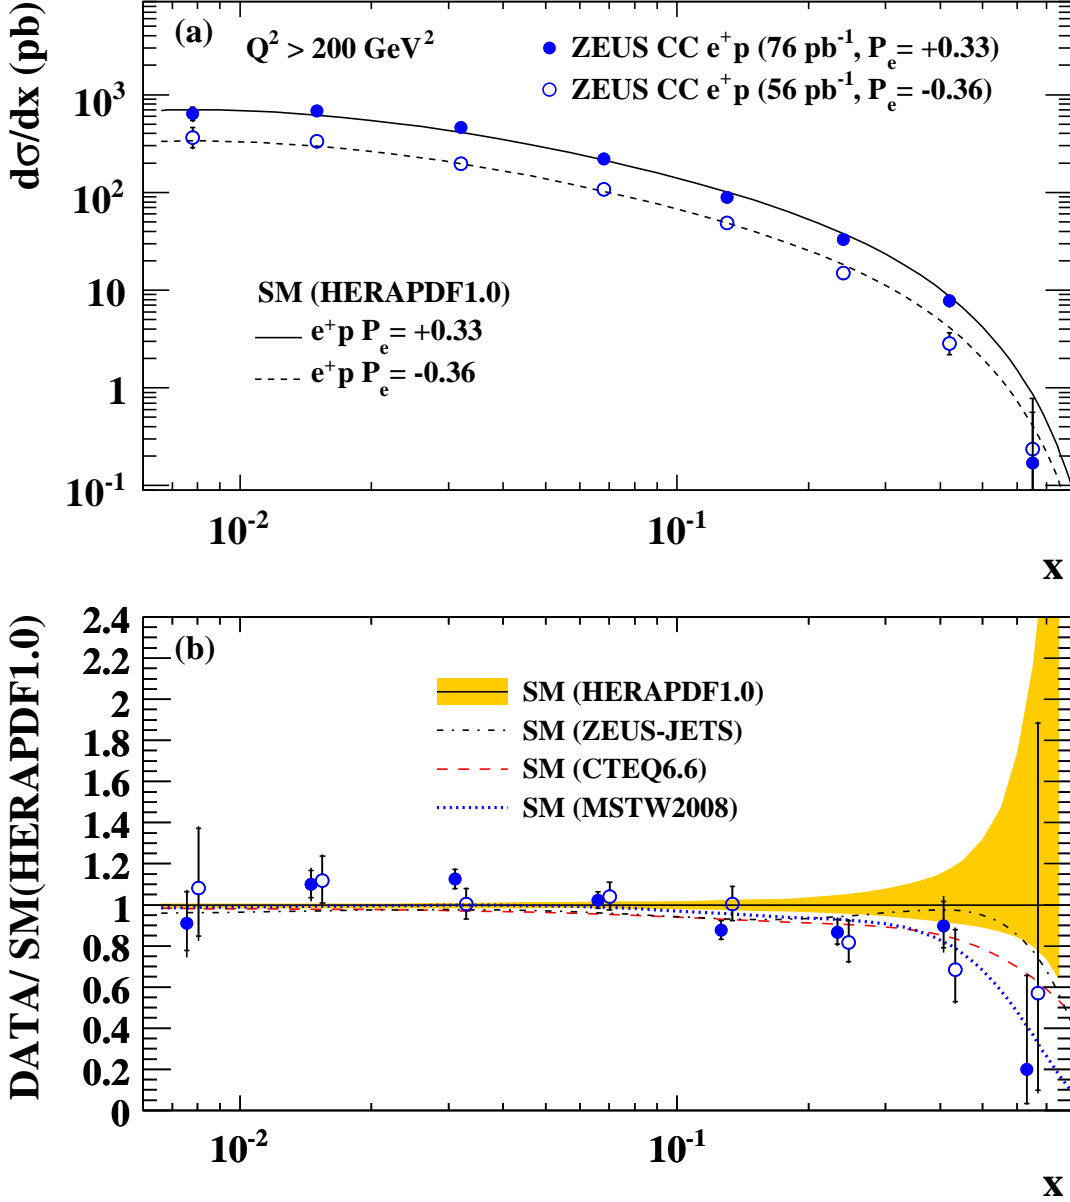 (a)
Q² > 200 GeV²
ZEUS CC e⁺p (76 pb⁻¹, Pₑ= +0.33)
ZEUS CC e⁺p (56 pb⁻¹, Pₑ= -0.36)
dσ/dx (pb)
10³
10²
10
1
10⁻¹
SM (HERAPDF1.0)
e⁺p Pₑ= +0.33
e⁺p Pₑ= -0.36
10⁻²
10⁻¹
x
(b)
DATA/ SM(HERAPDF1.0)
2.4
2.2
2
1.8
1.6
1.4
1.2
1
0.8
0.6
0.4
0.2
0
SM (HERAPDF1.0)
SM (ZEUS-JETS)
SM (CTEQ6.6)
SM (MSTW2008)
10⁻²
10⁻¹
x